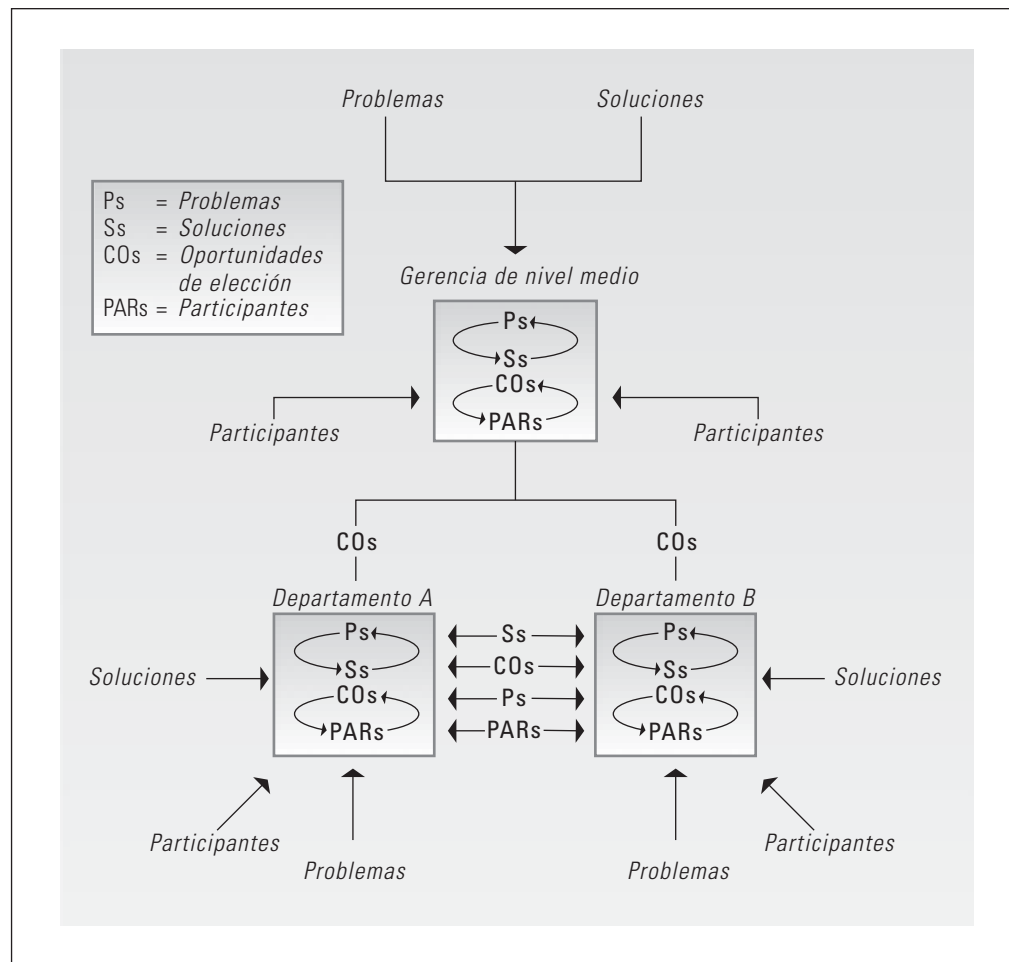 Problemas Soluciones
Ps = Problemas
Ss = Soluciones
COs = Oportunidades
de elección
PARs = Participantes
Gerencia de nivel medio
Ps
Ss
COs
PARs
Participantes Participantes
COs COs
Departamento A Departamento B
Ps Ss Ps
Ss COs Ss
Soluciones COs Ps COs Soluciones
PARs PARs PARs
Participantes Participantes
Problemas Problemas